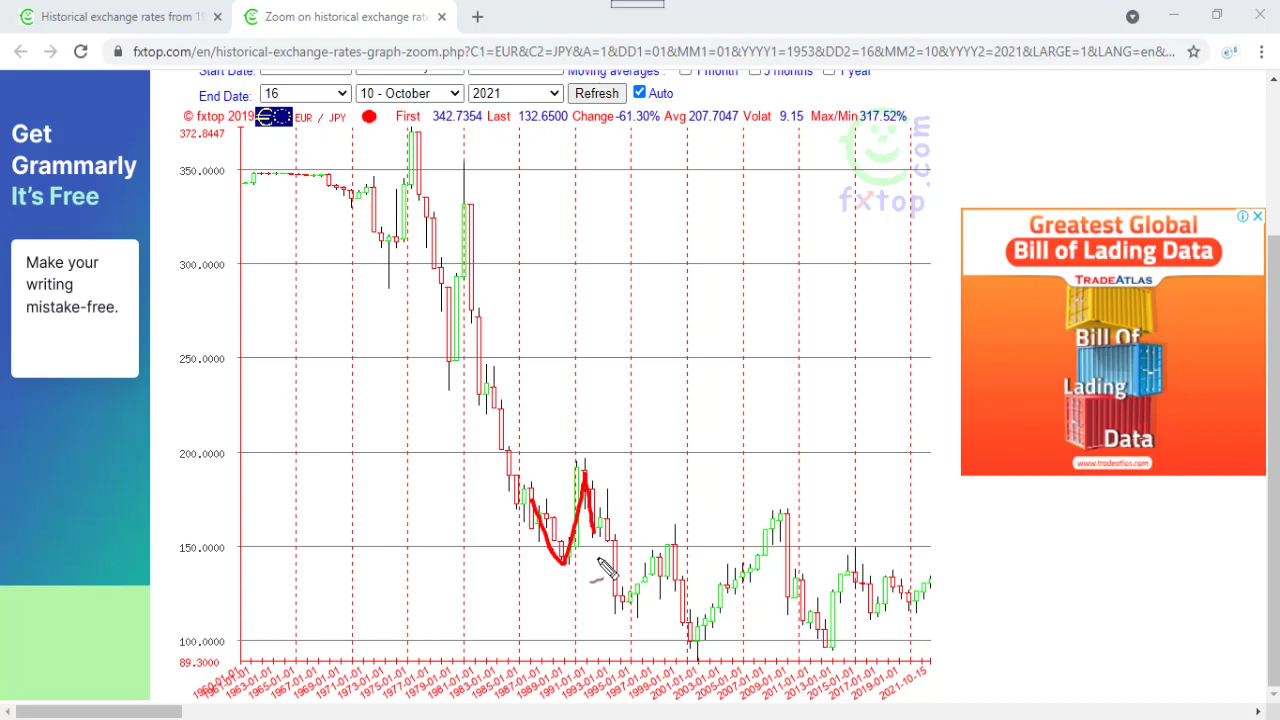 Historical exchange rates from 19
Zoom on historical exchange rate
fxtop.com/en/historical-exchange-rates-graph-zoom.php?C1=EUR&C2=JPY&A=1&DD1=01&MM1=01&YYYY1=1953&DD2=16&MM2=10&YYYY2=2021&LARGE=1&LANG=en&...
Start Date:
Moving averages : 1 month 3 months 1 year
End Date: 16 10 - October 2021 Refresh Auto
© fxtop 2019 EUR / JPY First 342.7354 Last 132.6500 Change -61.30% Avg 207.7047 Volat 9.15 Max/Min 317.52%
372.8447
350.0000
300.0000
250.0000
200.0000
150.0000
100.0000
89.3000
fxtop.com
1963-01-01
1965-01-01
1967-01-01
1969-01-01
1971-01-01
1973-01-01
1975-01-01
1977-01-01
1979-01-01
1981-01-01
1983-01-01
1985-01-01
1987-01-01
1989-01-01
1991-01-01
1993-01-01
1995-01-01
1997-01-01
1999-01-01
2001-01-01
2003-01-01
2005-01-01
2007-01-01
2009-01-01
2011-01-01
2013-01-01
2015-01-01
2017-01-01
2019-01-01
2021-10-15
Get
Grammarly
It's Free
Make your
writing
mistake-free.
Greatest Global
Bill of Lading Data
TRADEATLAS
Bill Of
Lading
Data
www.tradeatlas.com